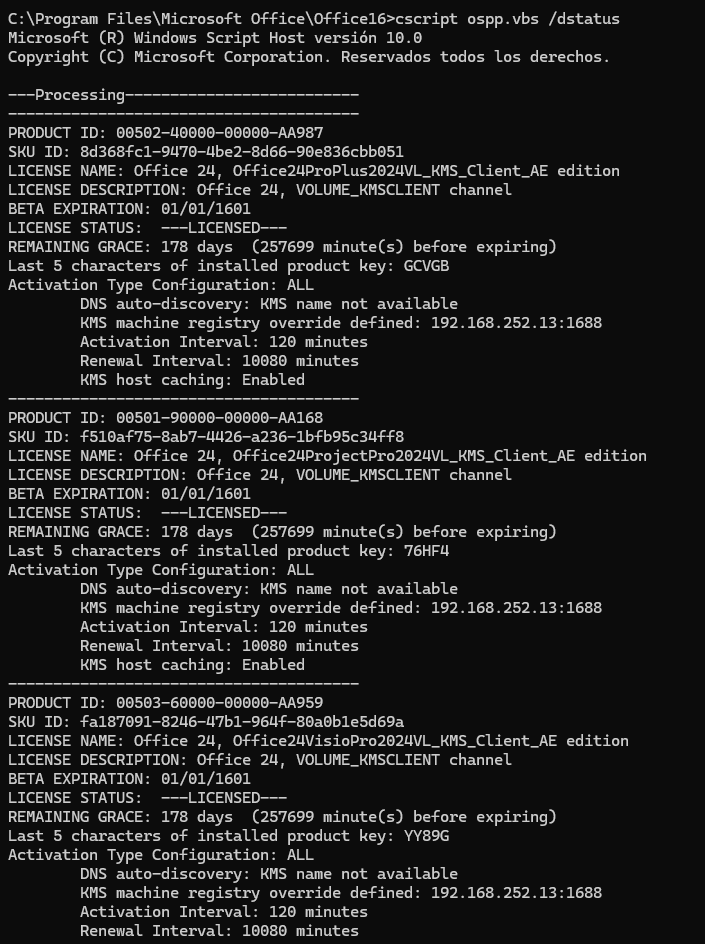 C:\Program Files\Microsoft Office\Office16>cscript ospp.vbs /dstatus
Microsoft (R) Windows Script Host versión 10.0
Copyright (C) Microsoft Corporation. Reservados todos los derechos.
---Processing--------------------------
---------------------------------------
PRODUCT ID: 00502-40000-00000-AA987
SKU ID: 8d368fc1-9470-4be2-8d66-90e836cbb051
LICENSE NAME: Office 24, Office24ProPlus2024VL_KMS_Client_AE edition
LICENSE DESCRIPTION: Office 24, VOLUME_KMSCLIENT channel
BETA EXPIRATION: 01/01/1601
LICENSE STATUS:  ---LICENSED---
REMAINING GRACE: 178 days  (257699 minute(s) before expiring)
Last 5 characters of installed product key: GCVGB
Activation Type Configuration: ALL
        DNS auto-discovery: KMS name not available
        KMS machine registry override defined: 192.168.252.13:1688
        Activation Interval: 120 minutes
        Renewal Interval: 10080 minutes
        KMS host caching: Enabled
---------------------------------------
PRODUCT ID: 00501-90000-00000-AA168
SKU ID: f510af75-8ab7-4426-a236-1bfb95c34ff8
LICENSE NAME: Office 24, Office24ProjectPro2024VL_KMS_Client_AE edition
LICENSE DESCRIPTION: Office 24, VOLUME_KMSCLIENT channel
BETA EXPIRATION: 01/01/1601
LICENSE STATUS:  ---LICENSED---
REMAINING GRACE: 178 days  (257699 minute(s) before expiring)
Last 5 characters of installed product key: 76HF4
Activation Type Configuration: ALL
        DNS auto-discovery: KMS name not available
        KMS machine registry override defined: 192.168.252.13:1688
        Activation Interval: 120 minutes
        Renewal Interval: 10080 minutes
        KMS host caching: Enabled
---------------------------------------
PRODUCT ID: 00503-60000-00000-AA959
SKU ID: fa187091-8246-47b1-964f-80a0b1e5d69a
LICENSE NAME: Office 24, Office24VisioPro2024VL_KMS_Client_AE edition
LICENSE DESCRIPTION: Office 24, VOLUME_KMSCLIENT channel
BETA EXPIRATION: 01/01/1601
LICENSE STATUS:  ---LICENSED---
REMAINING GRACE: 178 days  (257699 minute(s) before expiring)
Last 5 characters of installed product key: YY89G
Activation Type Configuration: ALL
        DNS auto-discovery: KMS name not available
        KMS machine registry override defined: 192.168.252.13:1688
        Activation Interval: 120 minutes
        Renewal Interval: 10080 minutes